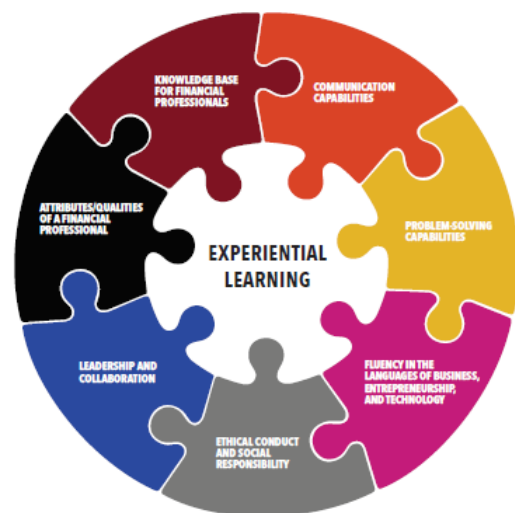 KNOWLEDGE BASE
FOR FINANCIAL
PROFESSIONALS
COMMUNICATION
CAPABILITIES
ATTRIBUTES/QUALITIES
OF A FINANCIAL
PROFESSIONAL
PROBLEM-SOLVING
CAPABILITIES
EXPERIENTIAL
LEARNING
LEADERSHIP AND
COLLABORATION
FLUENCY IN THE
LANGUAGES OF BUSINESS,
ENTREPRENEURSHIP,
AND TECHNOLOGY
ETHICAL CONDUCT
AND SOCIAL
RESPONSIBILITY